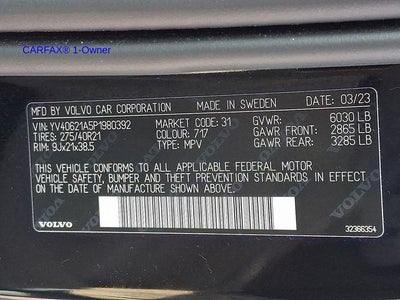 CARFAX® 1-Owner
MFD BY VOLVO CAR CORPORATION MADE IN SWEDEN DATE: 03/23
VIN: YV40621A5P1980392 MARKET CODE: 31 GVWR: 6030 LB
TIRES: 275/40R21 COLOUR: 717 GAWR FRONT: 2865 LB
RIM: 9Jx21x38.5 TYPE: MPV GAWR REAR: 3285 LB
THIS VEHICLE CONFORMS TO ALL APPLICABLE FEDERAL MOTOR
VEHICLE SAFETY, BUMPER AND THEFT PREVENTION STANDARDS IN EFFECT
ON THE DATE OF MANUFACTURE SHOWN ABOVE.
VOLVO
VOLVO
32366354